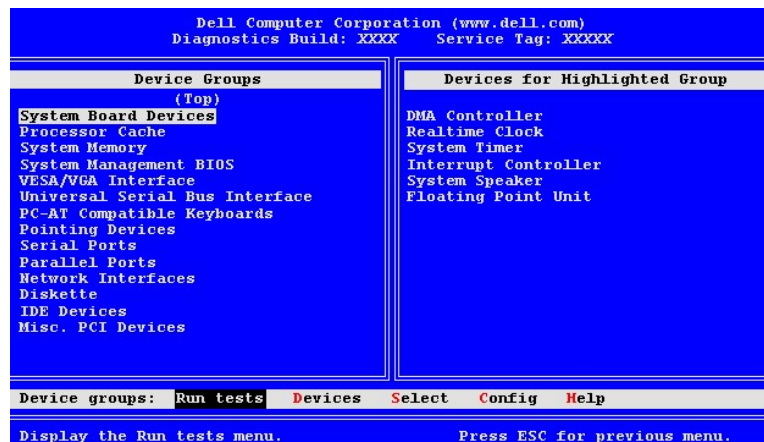 Dell Computer Corporation (www.dell.com)
Diagnostics Build: XXXX Service Tag: XXXXX
Device Groups
(Top)
System Board Devices
Processor Cache
System Memory
System Management BIOS
VESA/VGA Interface
Universal Serial Bus Interface
PC-AT Compatible Keyboards
Pointing Devices
Serial Ports
Parallel Ports
Network Interfaces
Diskette
IDE Devices
Misc. PCI Devices
Devices for Highlighted Group
DMA Controller
Realtime Clock
System Timer
Interrupt Controller
System Speaker
Floating Point Unit
Device groups: Run tests Devices Select Config Help
Display the Run tests menu. Press ESC for previous menu.